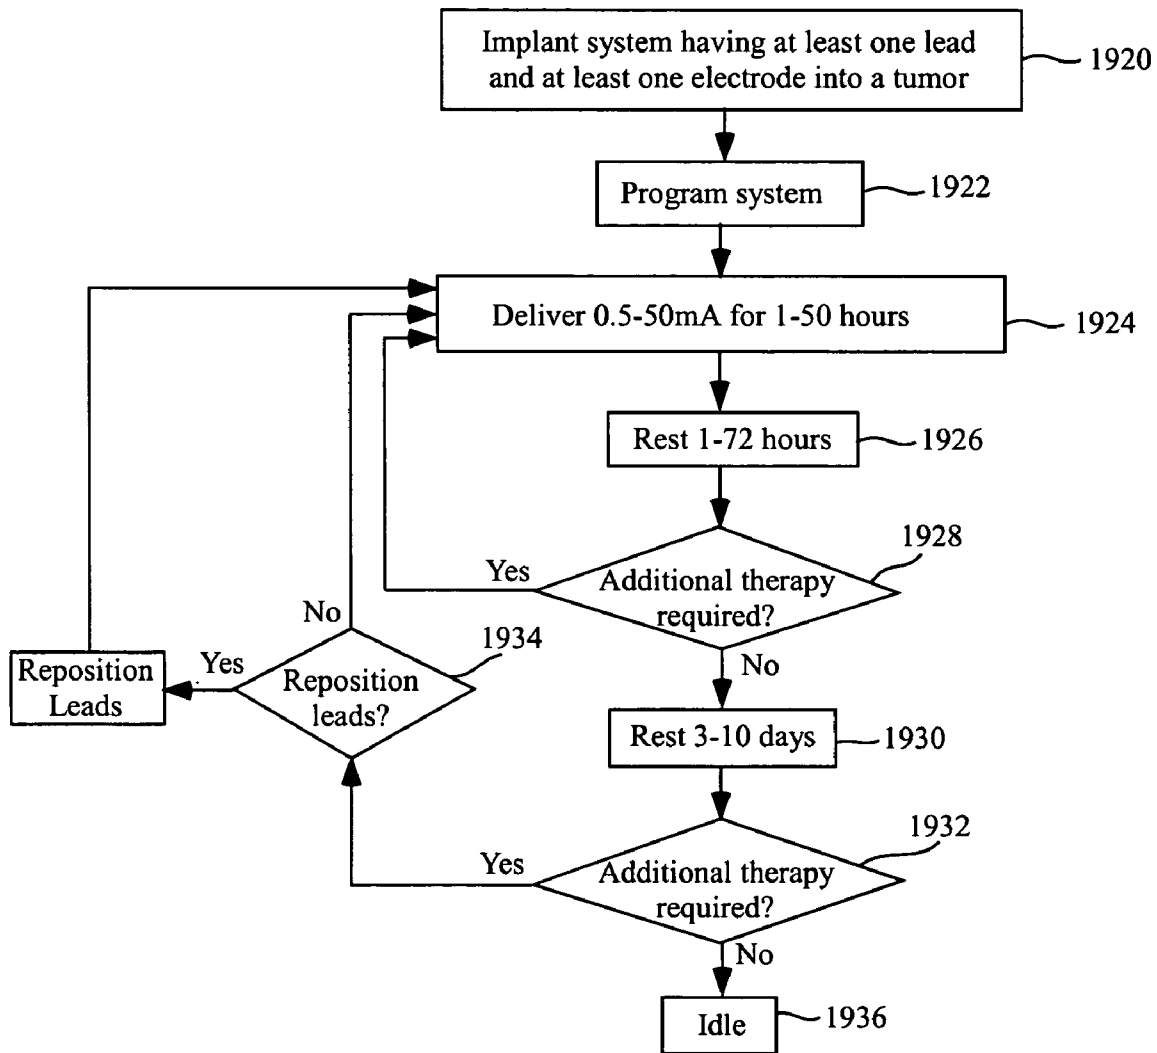 Implant system having at least one lead
and at least one electrode into a tumor
1920
Program system
1922
Deliver 0.5-50mA for 1-50 hours
1924
Rest 1-72 hours
1926
1928
Yes
Additional therapy
required?
No
1934
No
Yes
Reposition
Leads
Reposition
leads?
Rest 3-10 days
1930
1932
Yes
Additional therapy
required?
No
Idle
1936